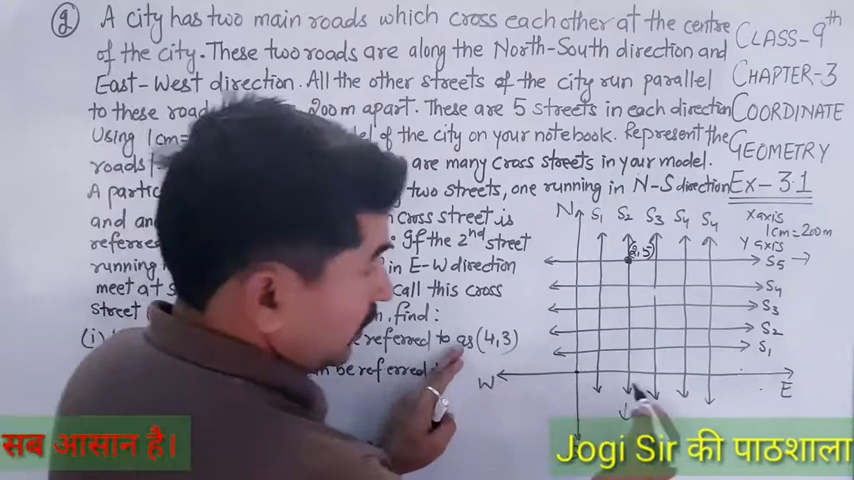 (9) A city has two main roads which cross each other at the centre
of the city. These two roads are along the North-South direction and
East-West direction. All the other streets of the city run parallel
to these 200m apart. These are 5 streets in each direction
Using 1cm= of the city on your notebook. Represent the
roads are many cross streets in your model.
A two streets, one running in N-S direction
and cross street is
referred If the 2nd street
running in E-W direction
meet at call this cross
street find:
(i) referred to as (4,3)
be referred
CLASS-9th
CHAPTER-3
COORDINATE
GEOMETRY
Ex-3.1
N S1 S2 S3 S4 S4
X axis
1cm=200m
Y axis
(2,5)
S5 →
S4
S3
S2
S1
W E
सब आसान है।
Jogi Sir की पाठशाला